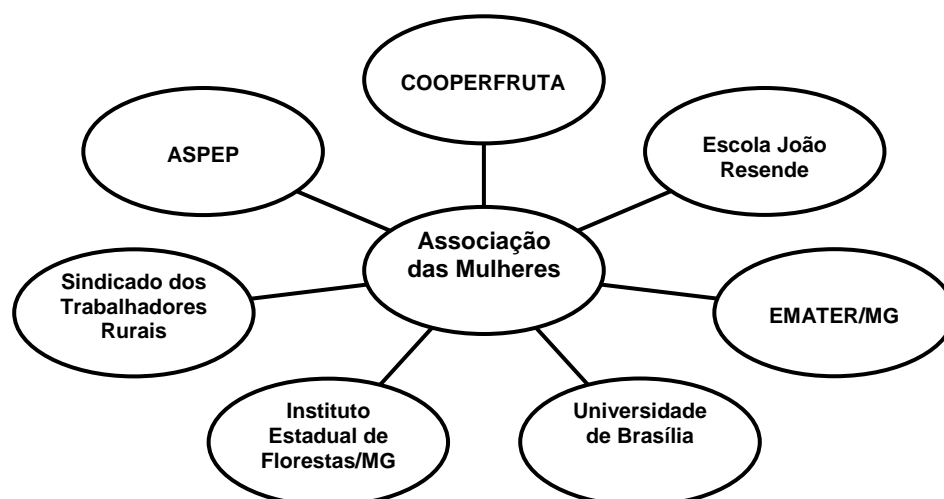 COOPERFRUTA
ASPEP
Escola João
Resende
Associação
das Mulheres
Sindicado dos
Trabalhadores
Rurais
EMATER/MG
Instituto
Estadual de
Florestas/MG
Universidade
de Brasília